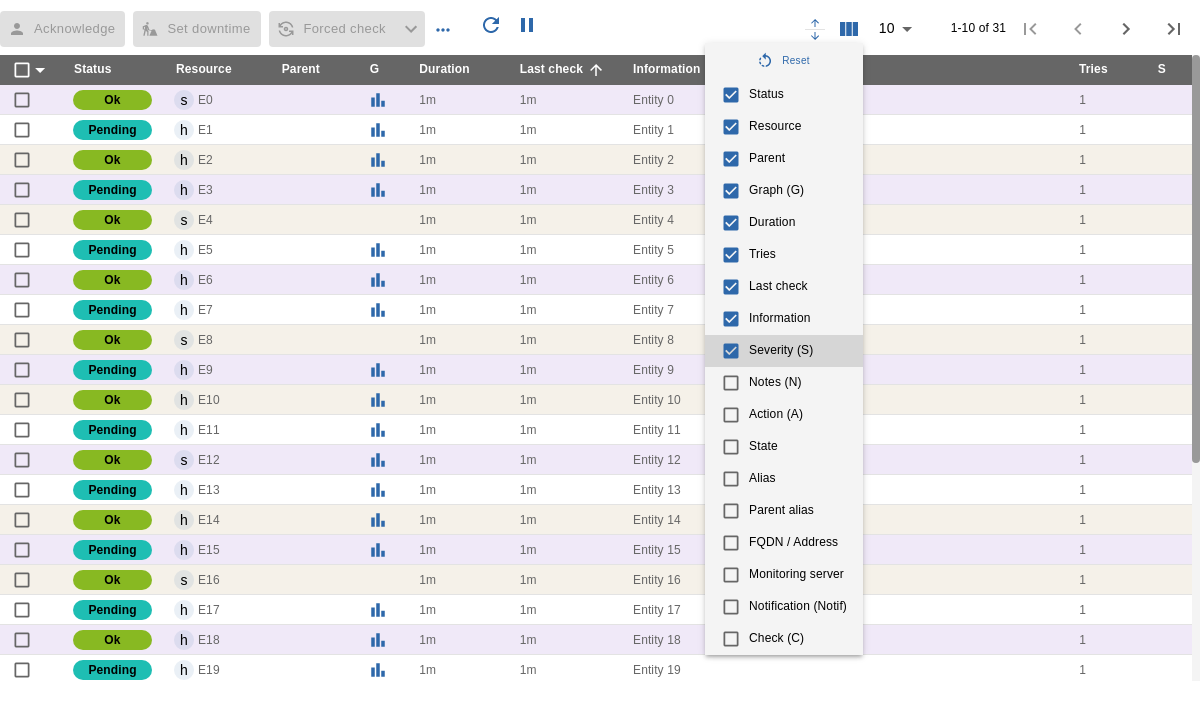 Acknowledge Set downtime Forced check 10 1-10 of 31
Status Resource Parent G Duration Last check Information Tries S
Ok s E0 1m 1m Entity 0 1
Pending h E1 1m 1m Entity 1 1
Ok h E2 1m 1m Entity 2 1
Pending h E3 1m 1m Entity 3 1
Ok s E4 1m 1m Entity 4 1
Pending h E5 1m 1m Entity 5 1
Ok h E6 1m 1m Entity 6 1
Pending h E7 1m 1m Entity 7 1
Ok s E8 1m 1m Entity 8 1
Pending h E9 1m 1m Entity 9 1
Ok h E10 1m 1m Entity 10 1
Pending h E11 1m 1m Entity 11 1
Ok s E12 1m 1m Entity 12 1
Pending h E13 1m 1m Entity 13 1
Ok h E14 1m 1m Entity 14 1
Pending h E15 1m 1m Entity 15 1
Ok s E16 1m 1m Entity 16 1
Pending h E17 1m 1m Entity 17 1
Ok h E18 1m 1m Entity 18 1
Pending h E19 1m 1m Entity 19 1
Reset
Status
Resource
Parent
Graph (G)
Duration
Tries
Last check
Information
Severity (S)
Notes (N)
Action (A)
State
Alias
Parent alias
FQDN / Address
Monitoring server
Notification (Notif)
Check (C)